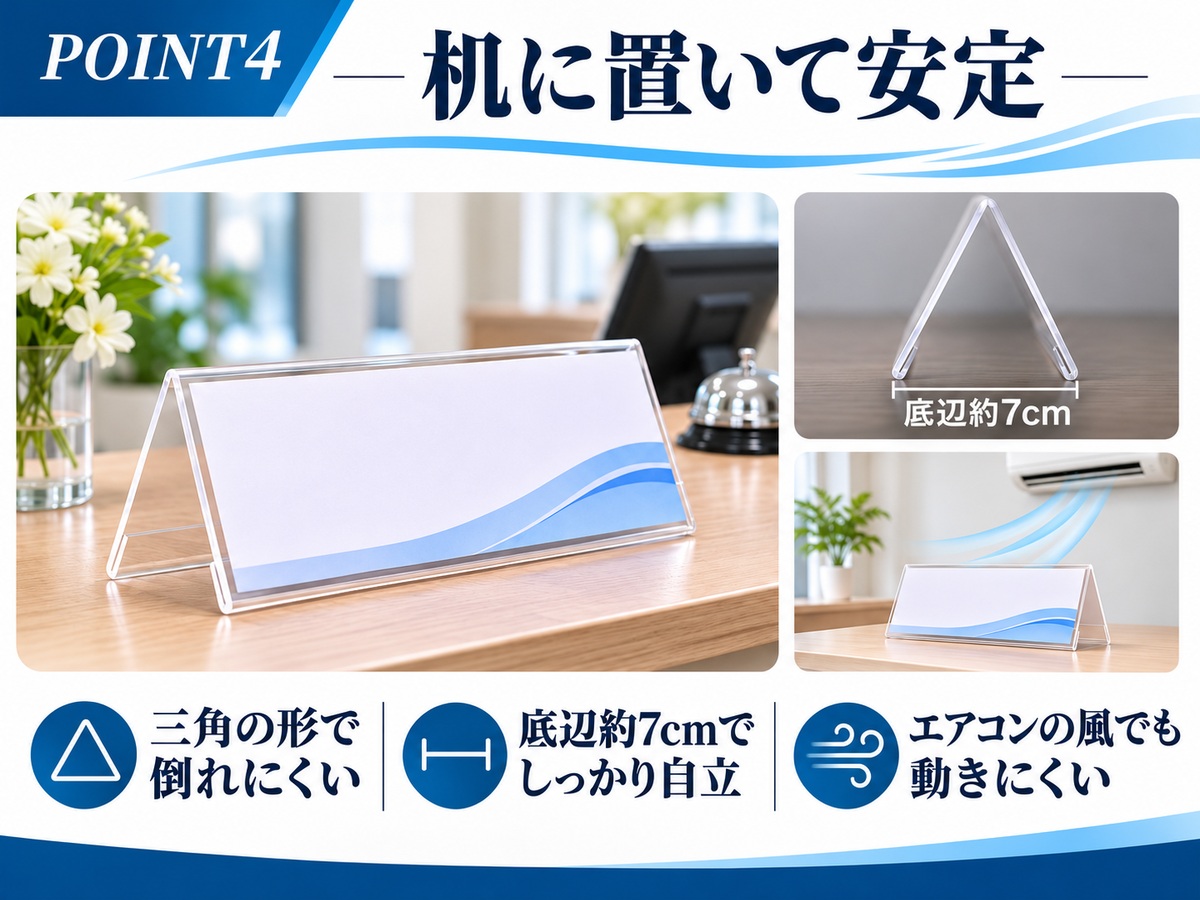 POINT4
机に置いて安定
底辺約7cm
三角の形で
倒れにくい
底辺約7cmで
しっかり自立
エアコンの風でも
動きにくい